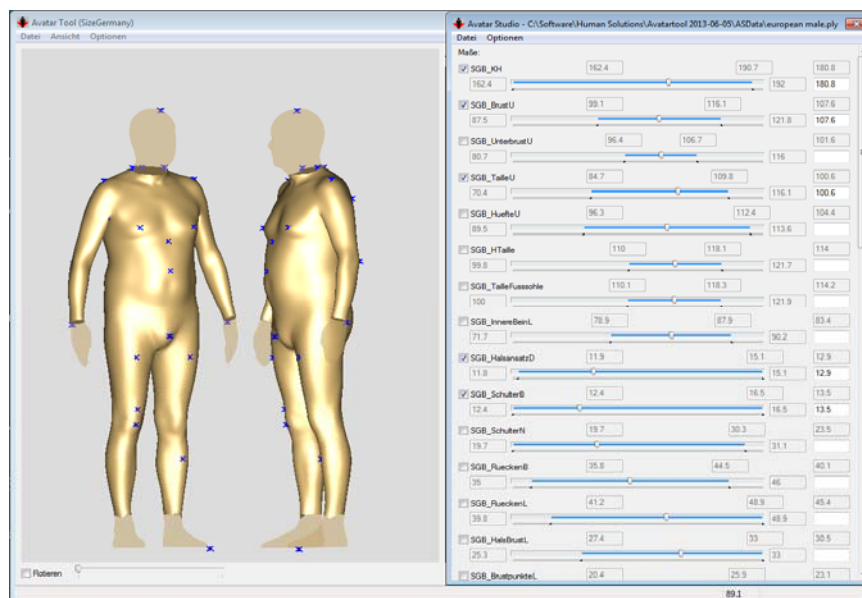 Avatar Tool (SizeGermany)
Datei Ansicht Optionen
Rotieren
Avatar Studio - C:\Software\Human Solutions\Avatartool 2013-06-05\ASData\european male.ply
Datei Optionen
Maße:
SGB_KH 162.4 190.7 180.8
162.4 192 180.8
SGB_BrustU 99.1 116.1 107.6
87.5 121.8 107.6
SGB_UnterbrustU 96.4 106.7 101.6
80.7 116
SGB_TailleU 84.7 109.8 100.6
70.4 116.1 100.6
SGB_HuefteU 96.3 112.4 104.4
89.5 113.6
SGB_HTaille 110 118.1 114
99.8 121.7
SGB_TailleFusssohle 110.1 118.3 114.2
100 121.9
SGB_InnereBeinL 78.9 87.9 83.4
71.7 90.2
SGB_HalsansatzD 11.9 15.1 12.9
11.8 15.1 12.9
SGB_SchulterB 12.4 16.5 13.5
12.4 16.5 13.5
SGB_SchulterN 19.7 30.3 23.5
19.7 31.1
SGB_RueckenB 35.8 44.5 40.1
35 46
SGB_RueckenL 41.2 48.9 45.4
39.8 48.9
SGB_HalsBrustL 27.4 33 30.5
25.3 33
SGB_BrustpunkteL 20.4 25.9 23.1
89.1